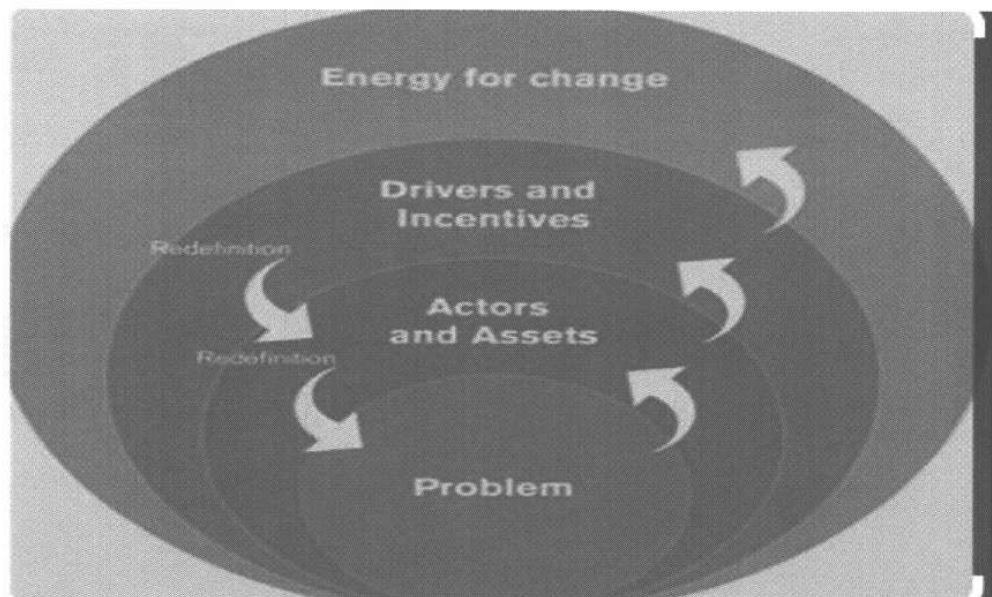 Energy for change
Drivers and
Incentives
Redefinition
Actors
and Assets
Redefinition
Problem